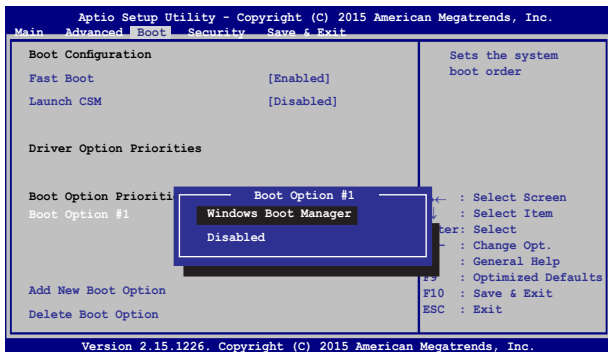 Aptio Setup Utility - Copyright (C) 2015 American Megatrends, Inc.
Main Advanced Boot Security Save & Exit
Boot Configuration
Fast Boot [Enabled]
Launch CSM [Disabled]
Driver Option Priorities
Boot Option Prioriti
Boot Option #1
Boot Option #1
Windows Boot Manager
Disabled
Add New Boot Option
Delete Boot Option
Sets the system
boot order
← : Select Screen
: Select Item
ter: Select
- : Change Opt.
: General Help
F9 : Optimized Defaults
F10 : Save & Exit
ESC : Exit
Version 2.15.1226. Copyright (C) 2015 American Megatrends, Inc.